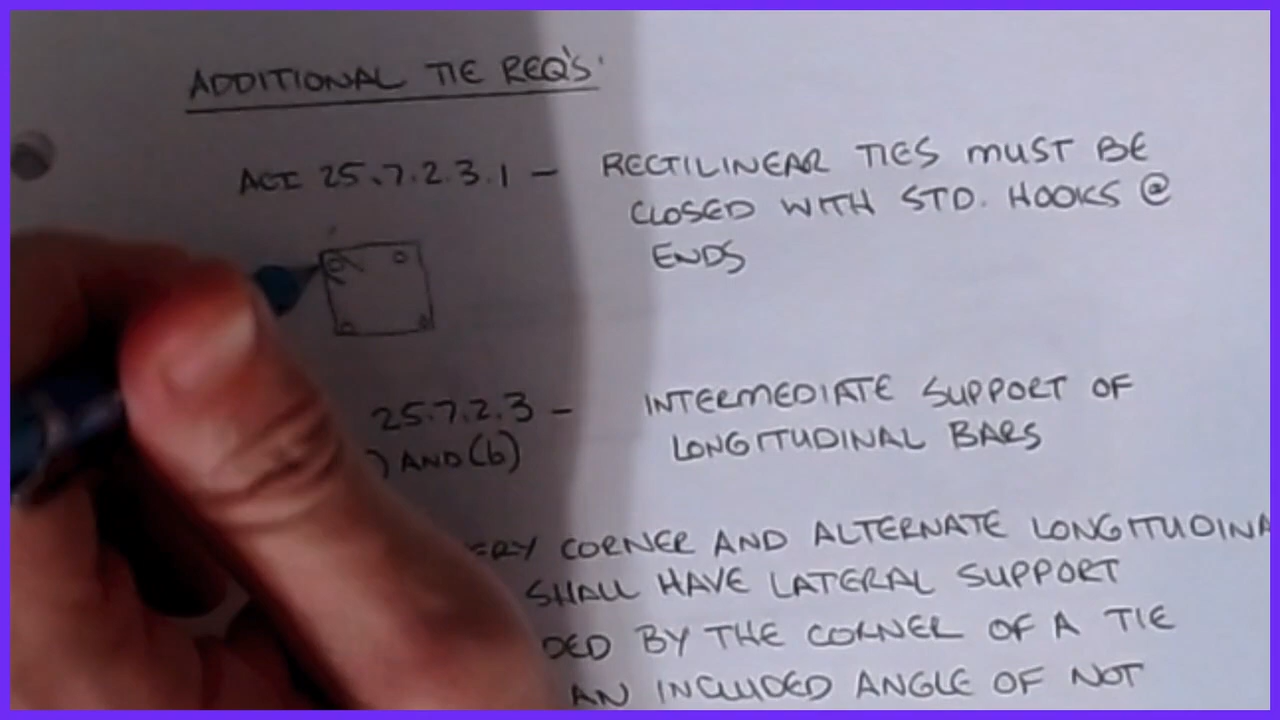 ADDITIONAL TIE REQ'S.
ACI 25.7.2.3.1 - RECTILINEAR TIES MUST BE
CLOSED WITH STD. HOOKS @
ENDS
25.7.2.3 - INTERMEDIATE SUPPORT OF
) AND (b) LONGITUDINAL BARS
ERY CORNER AND ALTERNATE LONGITUDINA
SHALL HAVE LATERAL SUPPORT
DED BY THE CORNER OF A TIE
AN INCLUDED ANGLE OF NOT